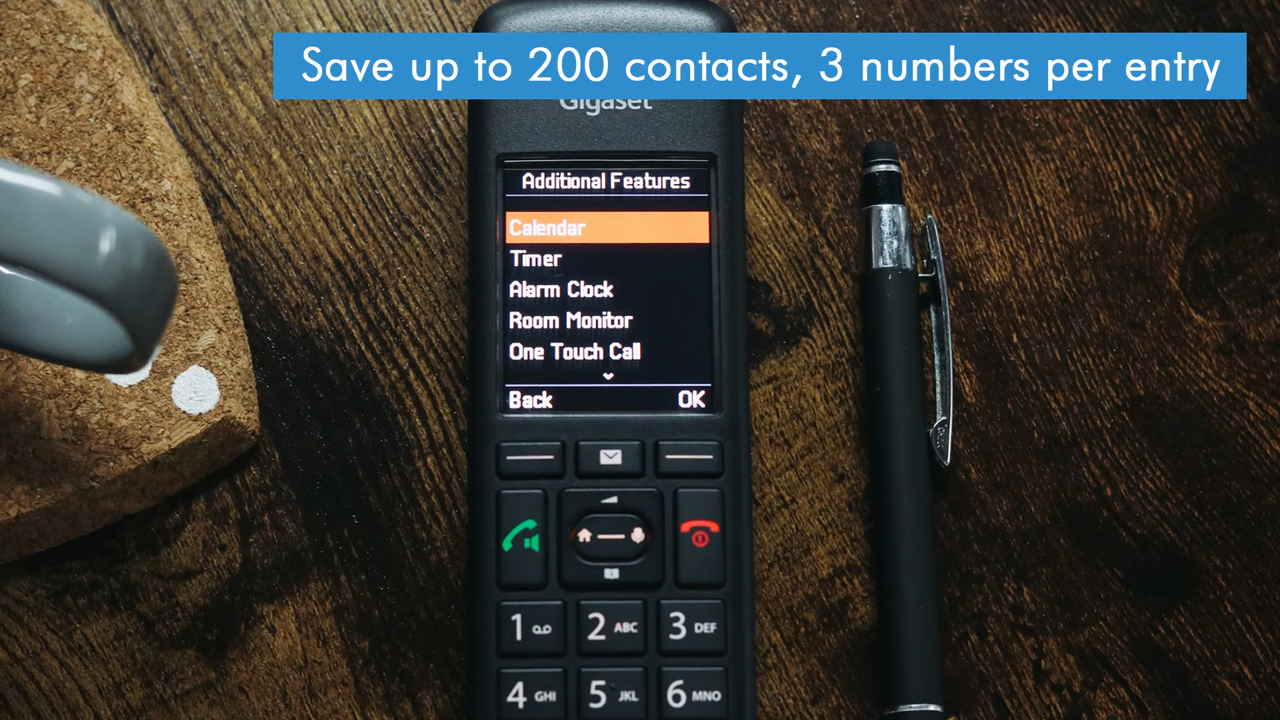 Save up to 200 contacts, 3 numbers per entry
Gigaset
Additional Features
Calendar
Timer
Alarm Clock
Room Monitor
One Touch Call
Back OK
1 2 ABC 3 DEF
4 GHI 5 JKL 6 MNO